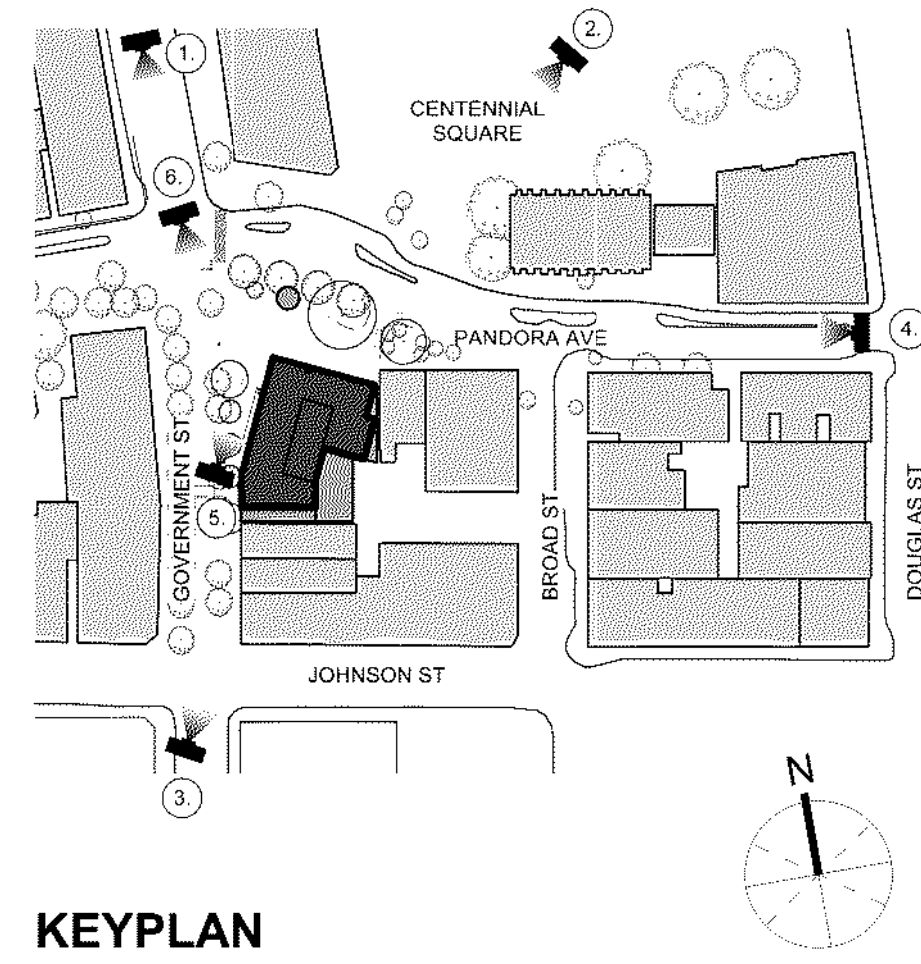 1.
2.
CENTENNIAL
SQUARE
6.
PANDORA AVE
4.
GOVERNMENT ST
5.
BROAD ST
DOUGLAS ST
JOHNSON ST
3.
N
KEYPLAN